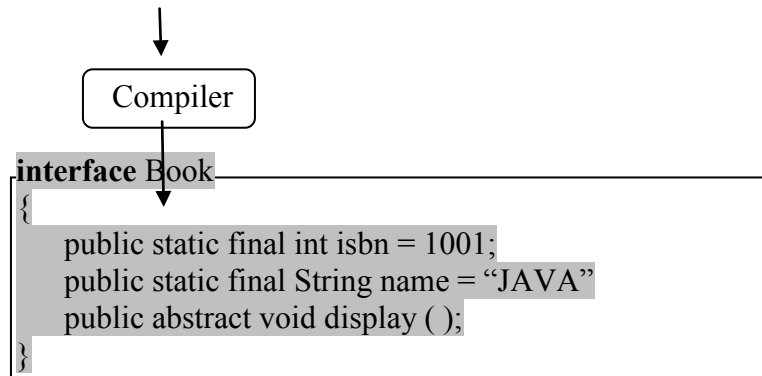 Compiler
interface Book
{
public static final int isbn = 1001;
public static final String name = “JAVA”
public abstract void display ( );
}